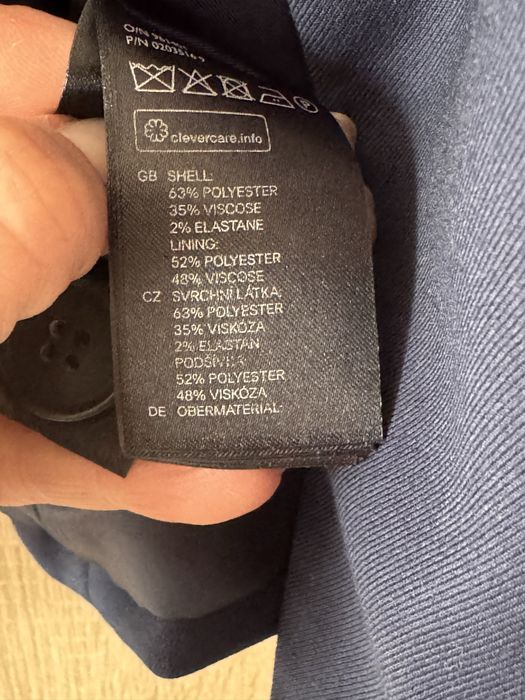 O/N
P/N
P
clevercare.info
GB SHELL:
63% POLYESTER
35% VISCOSE
2% ELASTANE
LINING:
52% POLYESTER
48% VISCOSE
CZ SVRCHNÍ LÁTKA:
63% POLYESTER
35% VISKÓZA
2% ELASTAN
PODŠÍVKA:
52% POLYESTER
48% VISKÓZA
DE OBERMATERIAL: